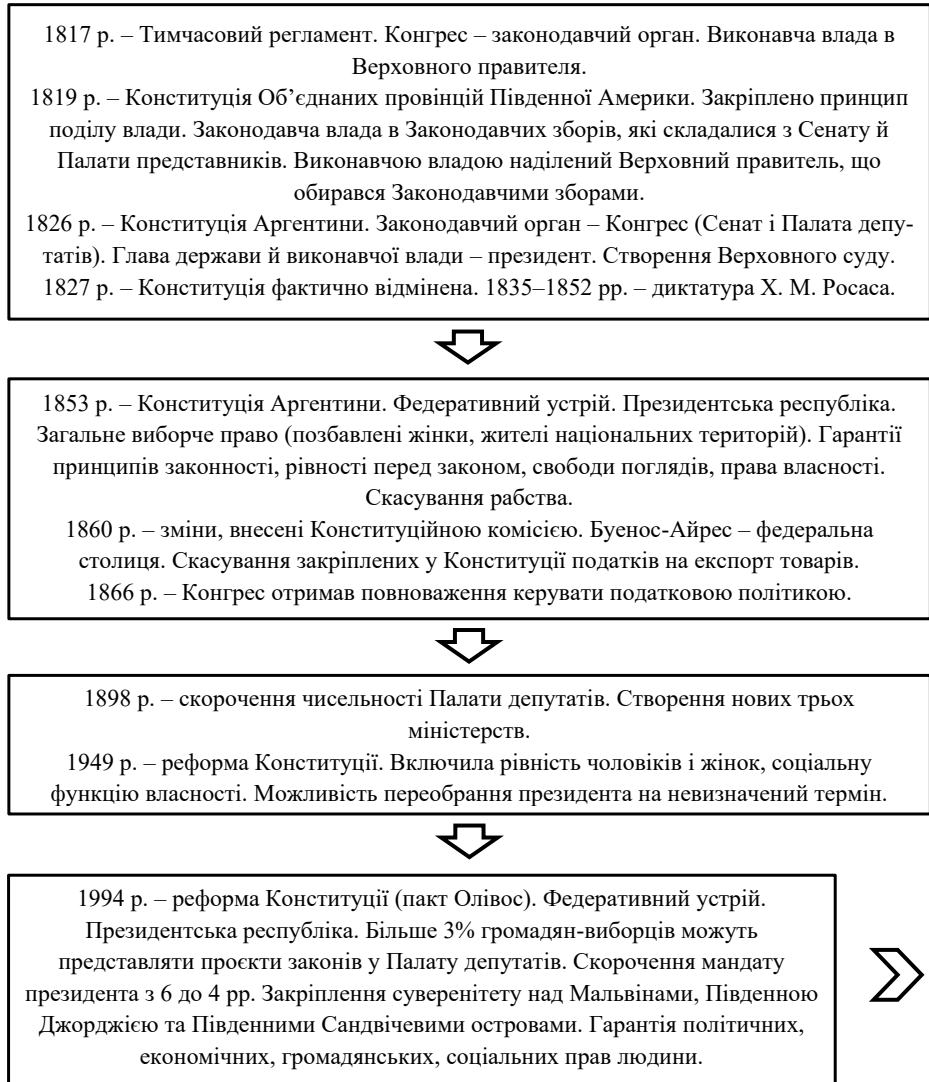 1817 р. – Тимчасовий регламент. Конгрес – законодавчий орган. Виконавча влада в
Верховного правителя.
1819 р. – Конституція Об’єднаних провінцій Південної Америки. Закріплено принцип
поділу влади. Законодавча влада в Законодавчих зборів, які складалися з Сенату й
Палати представників. Виконавчою владою наділений Верховний правитель, що
обирався Законодавчими зборами.
1826 р. – Конституція Аргентини. Законодавчий орган – Конгрес (Сенат і Палата депу-
татів). Глава держави й виконавчої влади – президент. Створення Верховного суду.
1827 р. – Конституція фактично відмінена. 1835–1852 рр. – диктатура Х. М. Росаса.
1853 р. – Конституція Аргентини. Федеративний устрій. Президентська республіка.
Загальне виборче право (позбавлені жінки, жителі національних територій). Гарантії
принципів законності, рівності перед законом, свободи поглядів, права власності.
Скасування рабства.
1860 р. – зміни, внесені Конституційною комісією. Буенос-Айрес – федеральна
столиця. Скасування закріплених у Конституції податків на експорт товарів.
1866 р. – Конгрес отримав повноваження керувати податковою політикою.
1898 р. – скорочення чисельності Палати депутатів. Створення нових трьох
міністерств.
1949 р. – реформа Конституції. Включила рівність чоловіків і жінок, соціальну
функцію власності. Можливість переобрання президента на невизначений термін.
1994 р. – реформа Конституції (пакт Олівос). Федеративний устрій.
Президентська республіка. Більше 3% громадян-виборців можуть
представляти проєкти законів у Палату депутатів. Скорочення мандату
президента з 6 до 4 рр. Закріплення суверенітету над Мальвінами, Південною
Джорджією та Південними Сандвічевими островами. Гарантія політичних,
економічних, громадянських, соціальних прав людини.